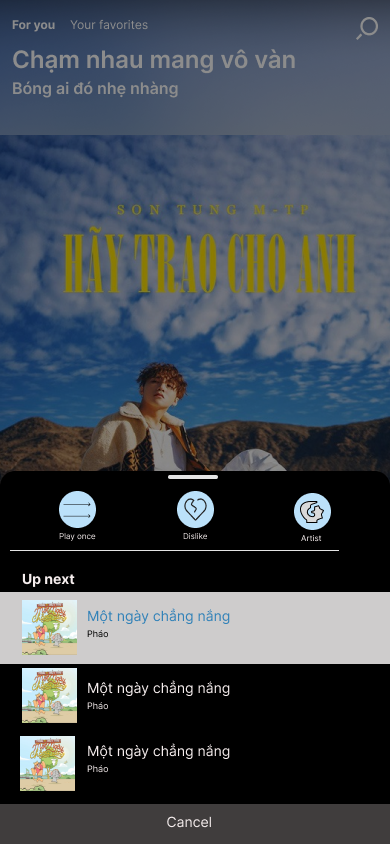 For you Your favorites
Chạm nhau mang vô vàn
Bóng ai đó nhẹ nhàng
SON TUNG M-TP
HÃY TRAO CHO ANH
Play once
Dislike
Artist
Up next
Một ngày chẳng nắng
Pháo
Một ngày chẳng nắng
Pháo
Một ngày chẳng nắng
Pháo
Cancel